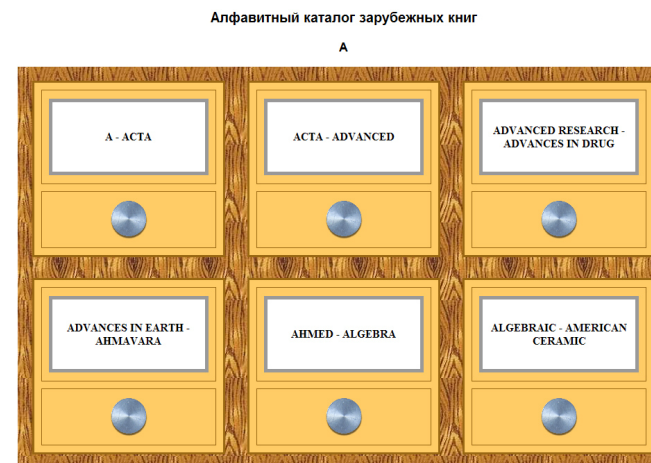 Алфавитный каталог зарубежных книг
A
A - ACTA
ACTA - ADVANCED
ADVANCED RESEARCH -
ADVANCES IN DRUG
ADVANCES IN EARTH -
AHMAVARA
AHMED - ALGEBRA
ALGEBRAIC - AMERICAN
CERAMIC